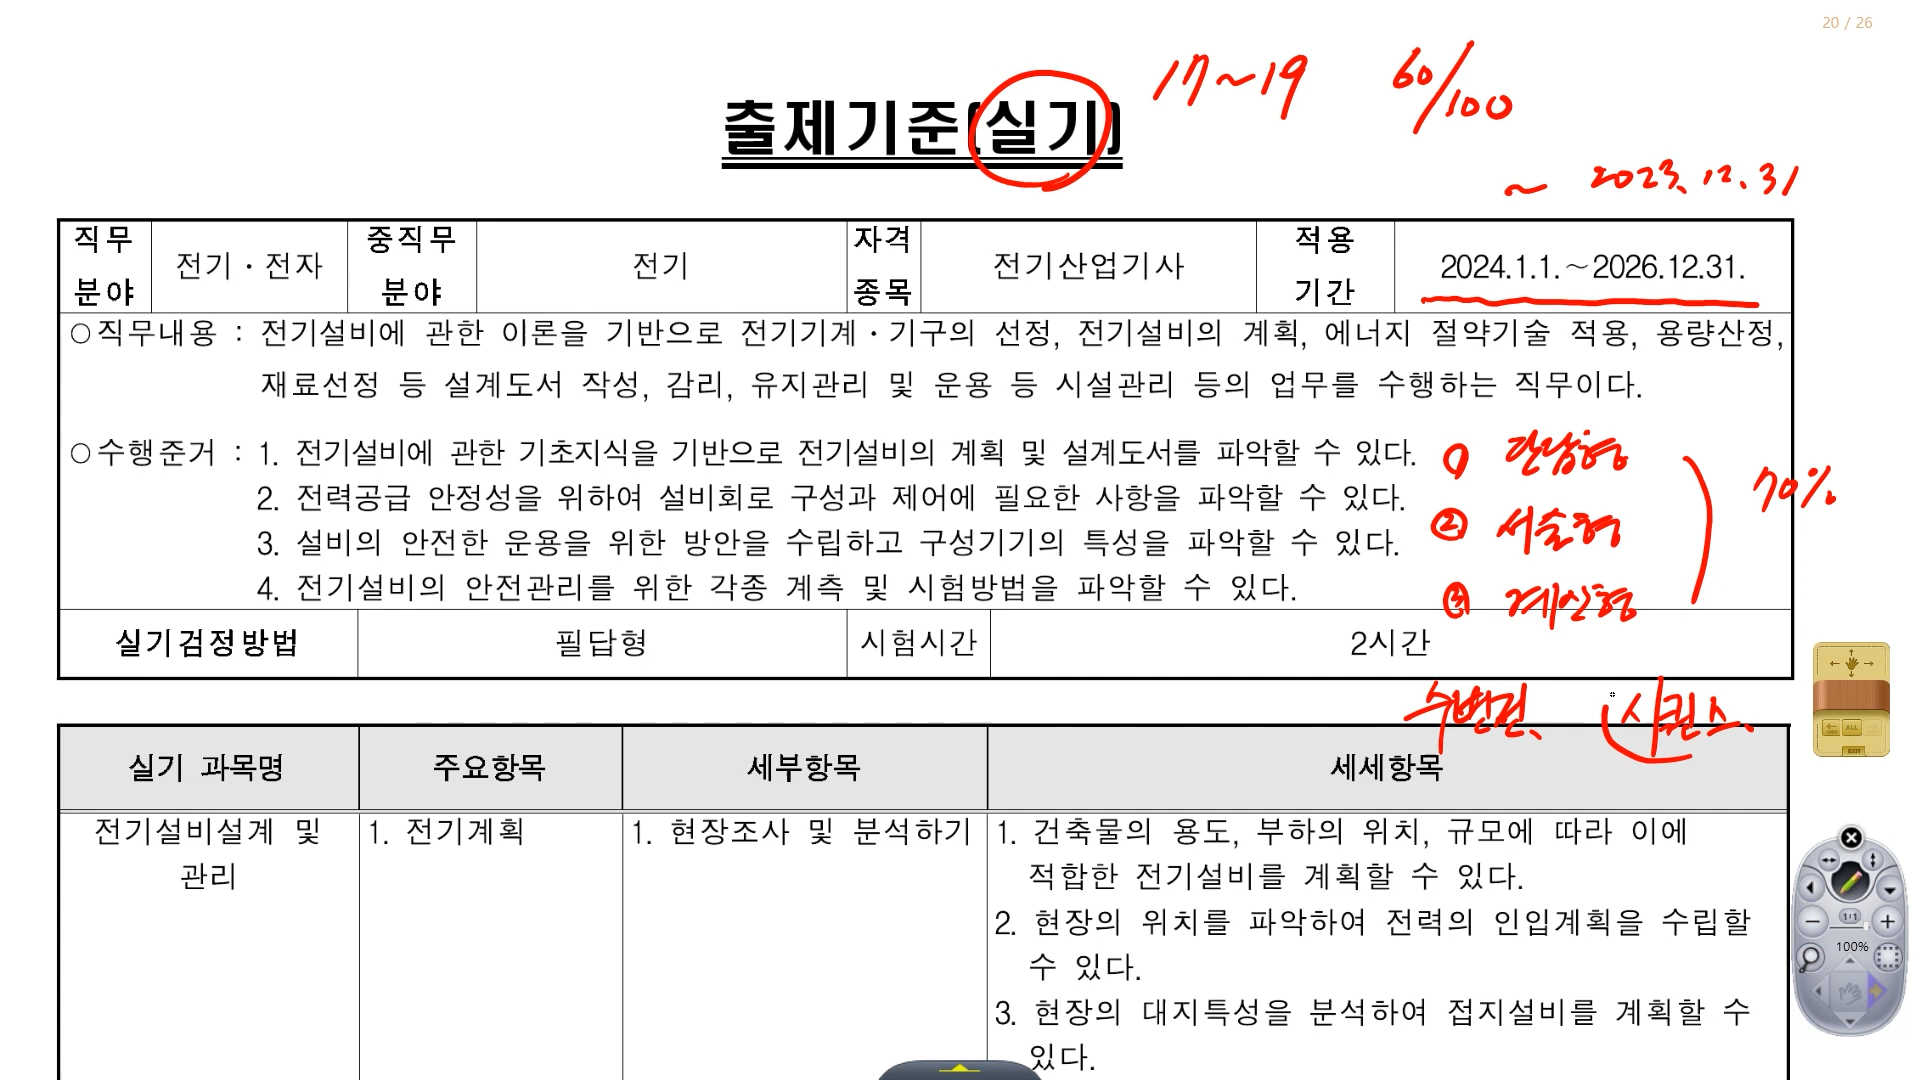 20 / 26
17~19 60/100
출제기준(실기)
~ 2023.12.31
직무분야 전기·전자 중직무분야 전기 자격종목 전기산업기사 적용기간 2024.1.1.~2026.12.31.
○직무내용 : 전기설비에 관한 이론을 기반으로 전기기계·기구의 선정, 전기설비의 계획, 에너지 절약기술 적용, 용량산정,
재료선정 등 설계도서 작성, 감리, 유지관리 및 운용 등 시설관리 등의 업무를 수행하는 직무이다.
○수행준거 : 1. 전기설비에 관한 기초지식을 기반으로 전기설비의 계획 및 설계도서를 파악할 수 있다.
① 단답형
70%
2. 전력공급 안정성을 위하여 설비회로 구성과 제어에 필요한 사항을 파악할 수 있다.
② 서술형
3. 설비의 안전한 운용을 위한 방안을 수립하고 구성기기의 특성을 파악할 수 있다.
4. 전기설비의 안전관리를 위한 각종 계측 및 시험방법을 파악할 수 있다.
③ 계산형
실기검정방법 필답형 시험시간 2시간
수변전, 시퀀스.
실기 과목명 주요항목 세부항목 세세항목
전기설비설계 및 관리 1. 전기계획 1. 현장조사 및 분석하기 1. 건축물의 용도, 부하의 위치, 규모에 따라 이에
적합한 전기설비를 계획할 수 있다.
2. 현장의 위치를 파악하여 전력의 인입계획을 수립할
수 있다.
3. 현장의 대지특성을 분석하여 접지설비를 계획할 수
있다.
ALL
EXIT
1:1
100%